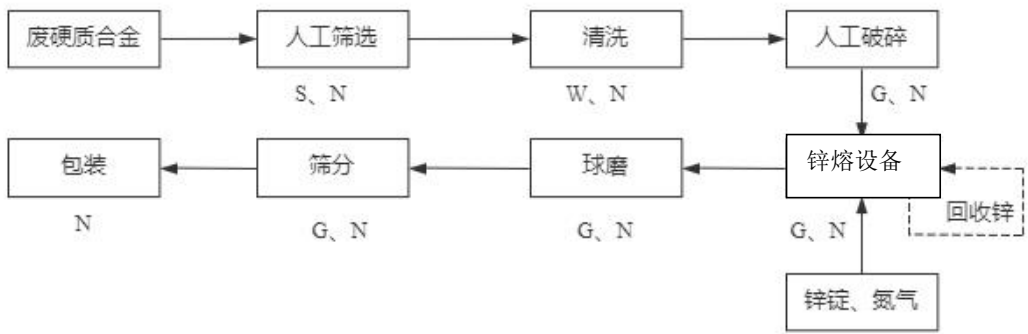 废硬质合金
人工筛选
清洗
人工破碎
S、N
W、N
G、N
包装
筛分
球磨
锌熔设备
回收锌
N
G、N
G、N
G、N
锌锭、氮气